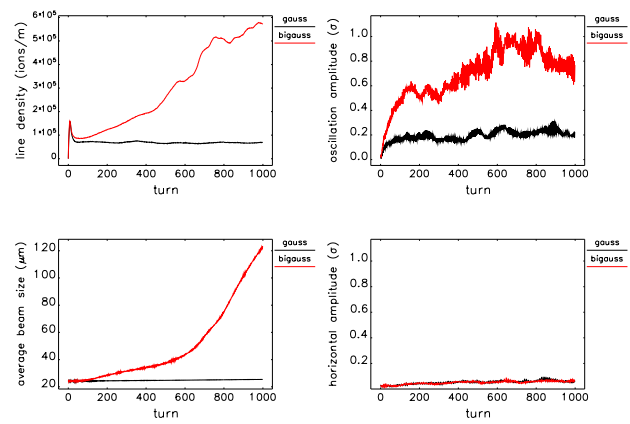 gauss
bigauss
6•10⁵
5•10⁵
4•10⁵
3•10⁵
2•10⁵
1•10⁵
0
line density (ions/m)
0 200 400 600 800 1000
turn
gauss
bigauss
1.0
0.8
0.6
0.4
0.2
0.0
oscillation amplitude (σ)
0 200 400 600 800 1000
turn
gauss
bigauss
120
100
80
60
40
20
average beam size (μm)
0 200 400 600 800 1000
turn
gauss
bigauss
1.0
0.8
0.6
0.4
0.2
horizontal amplitude (σ)
0 200 400 600 800 1000
turn